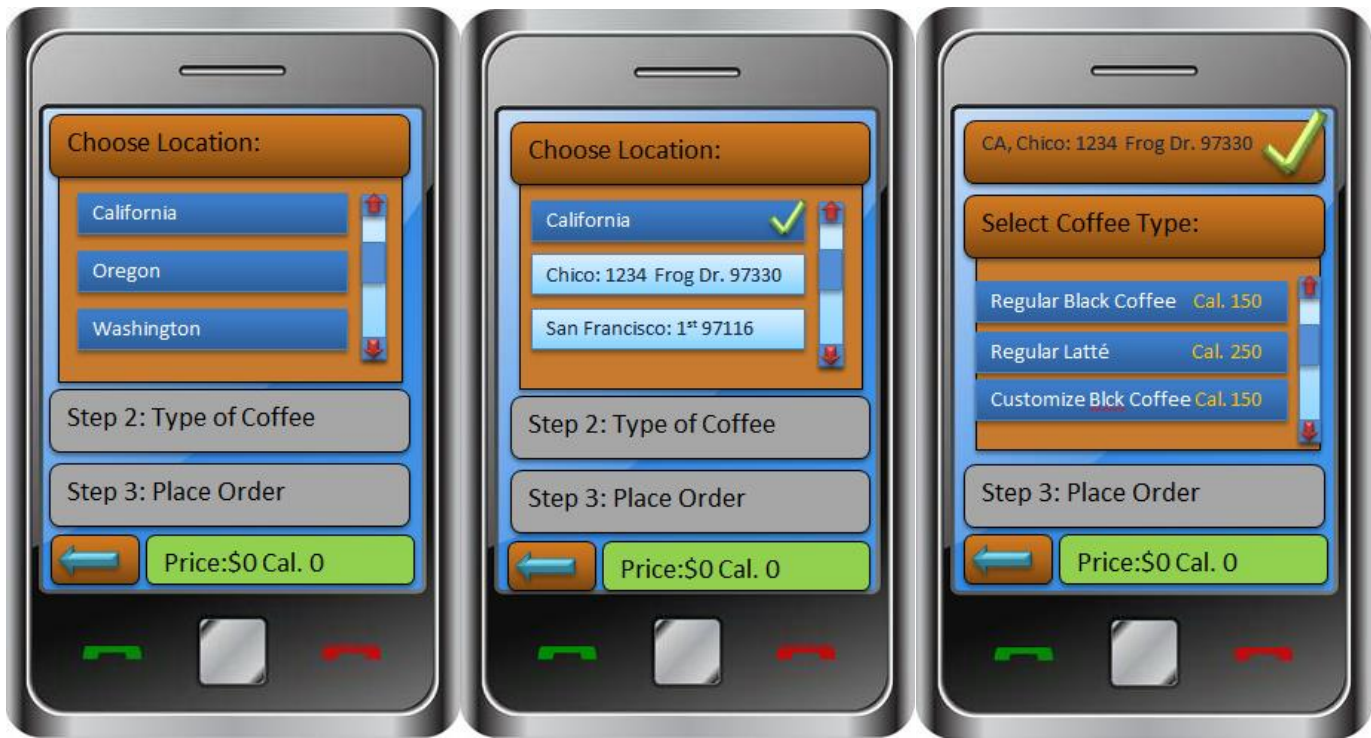 Choose Location:
California
Oregon
Washington
Step 2: Type of Coffee
Step 3: Place Order
Price:$0 Cal. 0
Choose Location:
California
Chico: 1234 Frog Dr. 97330
San Francisco: 1st 97116
Step 2: Type of Coffee
Step 3: Place Order
Price:$0 Cal. 0
CA, Chico: 1234 Frog Dr. 97330
Select Coffee Type:
Regular Black Coffee Cal. 150
Regular Latté Cal. 250
Customize Blck Coffee Cal. 150
Step 3: Place Order
Price:$0 Cal. 0